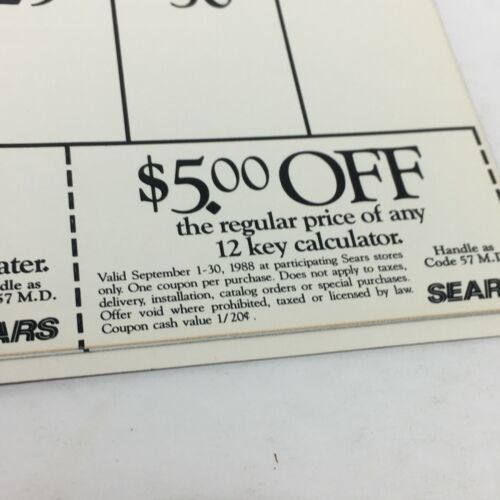 $5.00 OFF
the regular price of any
12 key calculator.
Valid September 1-30, 1988 at participating Sears stores
only. One coupon per purchase. Does not apply to taxes,
delivery, installation, catalog orders or special purchases.
Offer void where prohibited, taxed or licensed by law.
Coupon cash value 1/20¢.
Handle as
Code 57 M.D.
SEAR
ater.
dle as
57 M.D.
ARS